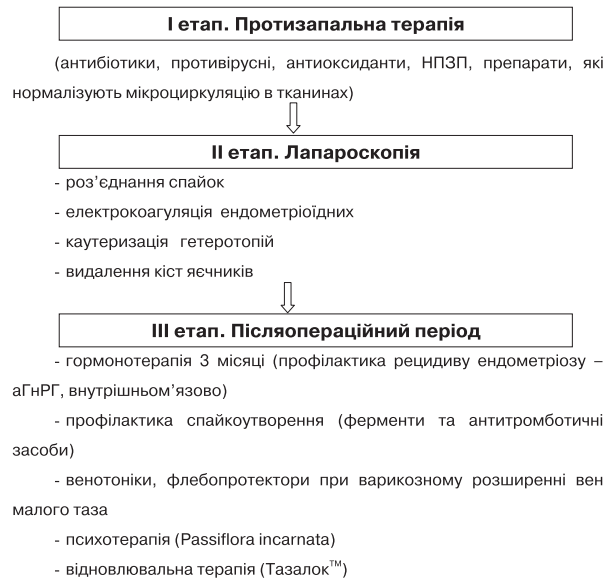 І етап. Протизапальна терапія
(антибіотики, противірусні, антиоксиданти, НПЗП, препарати, які
нормалізують мікроциркуляцію в тканинах)
ІІ етап. Лапароскопія
- роз’єднання спайок
- електрокоагуляція ендометріоїдних
- каутеризація гетеротопій
- видалення кіст яєчників
ІІІ етап. Післяопераційний період
- гормонотерапія 3 місяці (профілактика рецидиву ендометріозу –
аГнРГ, внутрішньом’язово)
- профілактика спайкоутворення (ферменти та антитромботичні
засоби)
- венотоніки, флебопротектори при варикозному розширенні вен
малого таза
- психотерапія (Passiflora incarnata)
- відновлювальна терапія (Тазалок™)